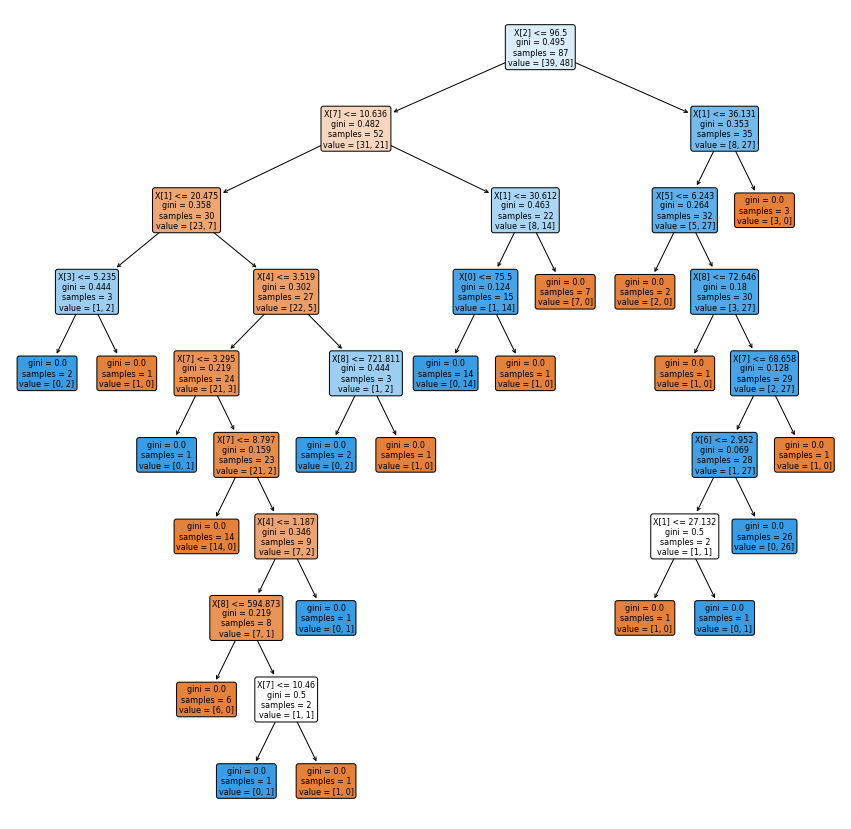 X[2] <= 96.5
gini = 0.495
samples = 87
value = [39, 48]
X[7] <= 10.636
gini = 0.482
samples = 52
value = [31, 21]
X[1] <= 36.131
gini = 0.353
samples = 35
value = [8, 27]
X[1] <= 20.475
gini = 0.358
samples = 30
value = [23, 7]
X[1] <= 30.612
gini = 0.463
samples = 22
value = [8, 14]
X[5] <= 6.243
gini = 0.264
samples = 32
value = [5, 27]
gini = 0.0
samples = 3
value = [3, 0]
X[3] <= 5.235
gini = 0.444
samples = 3
value = [1, 2]
X[4] <= 3.519
gini = 0.302
samples = 27
value = [22, 5]
X[0] <= 75.5
gini = 0.124
samples = 15
value = [1, 14]
gini = 0.0
samples = 7
value = [7, 0]
gini = 0.0
samples = 2
value = [2, 0]
X[8] <= 72.646
gini = 0.18
samples = 30
value = [3, 27]
gini = 0.0
samples = 2
value = [0, 2]
gini = 0.0
samples = 1
value = [1, 0]
X[7] <= 3.295
gini = 0.219
samples = 24
value = [21, 3]
X[8] <= 721.811
gini = 0.444
samples = 3
value = [1, 2]
gini = 0.0
samples = 14
value = [0, 14]
gini = 0.0
samples = 1
value = [1, 0]
gini = 0.0
samples = 1
value = [1, 0]
X[7] <= 68.658
gini = 0.128
samples = 29
value = [2, 27]
gini = 0.0
samples = 1
value = [0, 1]
X[7] <= 8.797
gini = 0.159
samples = 23
value = [21, 2]
gini = 0.0
samples = 2
value = [0, 2]
gini = 0.0
samples = 1
value = [1, 0]
X[6] <= 2.952
gini = 0.069
samples = 28
value = [1, 27]
gini = 0.0
samples = 1
value = [1, 0]
gini = 0.0
samples = 14
value = [14, 0]
X[4] <= 1.187
gini = 0.346
samples = 9
value = [7, 2]
X[1] <= 27.132
gini = 0.5
samples = 2
value = [1, 1]
gini = 0.0
samples = 26
value = [0, 26]
X[8] <= 594.873
gini = 0.219
samples = 8
value = [7, 1]
gini = 0.0
samples = 1
value = [0, 1]
gini = 0.0
samples = 1
value = [1, 0]
gini = 0.0
samples = 1
value = [0, 1]
gini = 0.0
samples = 6
value = [6, 0]
X[7] <= 10.46
gini = 0.5
samples = 2
value = [1, 1]
gini = 0.0
samples = 1
value = [0, 1]
gini = 0.0
samples = 1
value = [1, 0]